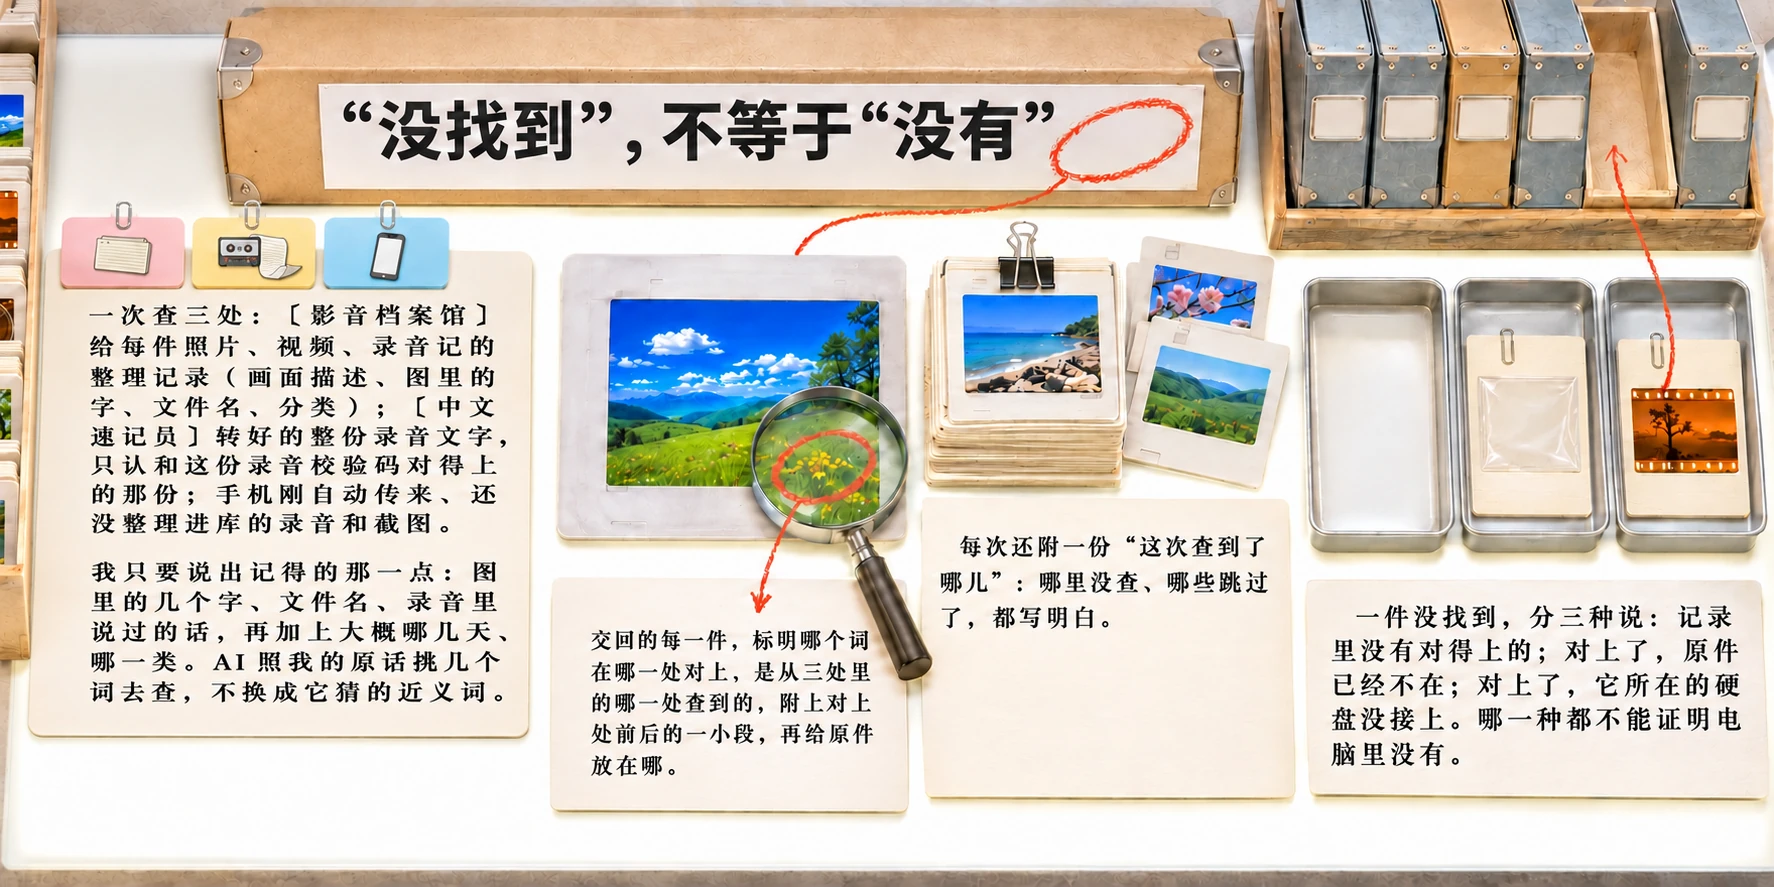 “没找到”，不等于“没有”
一次查三处：［影音档案馆］
给每件照片、视频、录音记的
整理记录（画面描述、图里的
字、文件名、分类）；［中文
速记员］转好的整份录音文字，
只认和这份录音校验码对得上
的那份；手机刚自动传来、还
没整理进库的录音和截图。
我只要说出记得的那一点：图
里的几个字、文件名、录音里
说过的话，再加上大概哪几天、
哪一类。AI 照我的原话挑几个
词去查，不换成它猜的近义词。
交回的每一件，标明哪个词
在哪一处对上，是从三处里
的哪一处查到的，附上对上
处前后的一小段，再给原件
放在哪。
每次还附一份“这次查到了
哪儿”：哪里没查、哪些跳过
了，都写明白。
一件没找到，分三种说：记录
里没有对得上的；对上了，原件
已经不在；对上了，它所在的硬
盘没接上。哪一种都不能证明电
脑里没有。